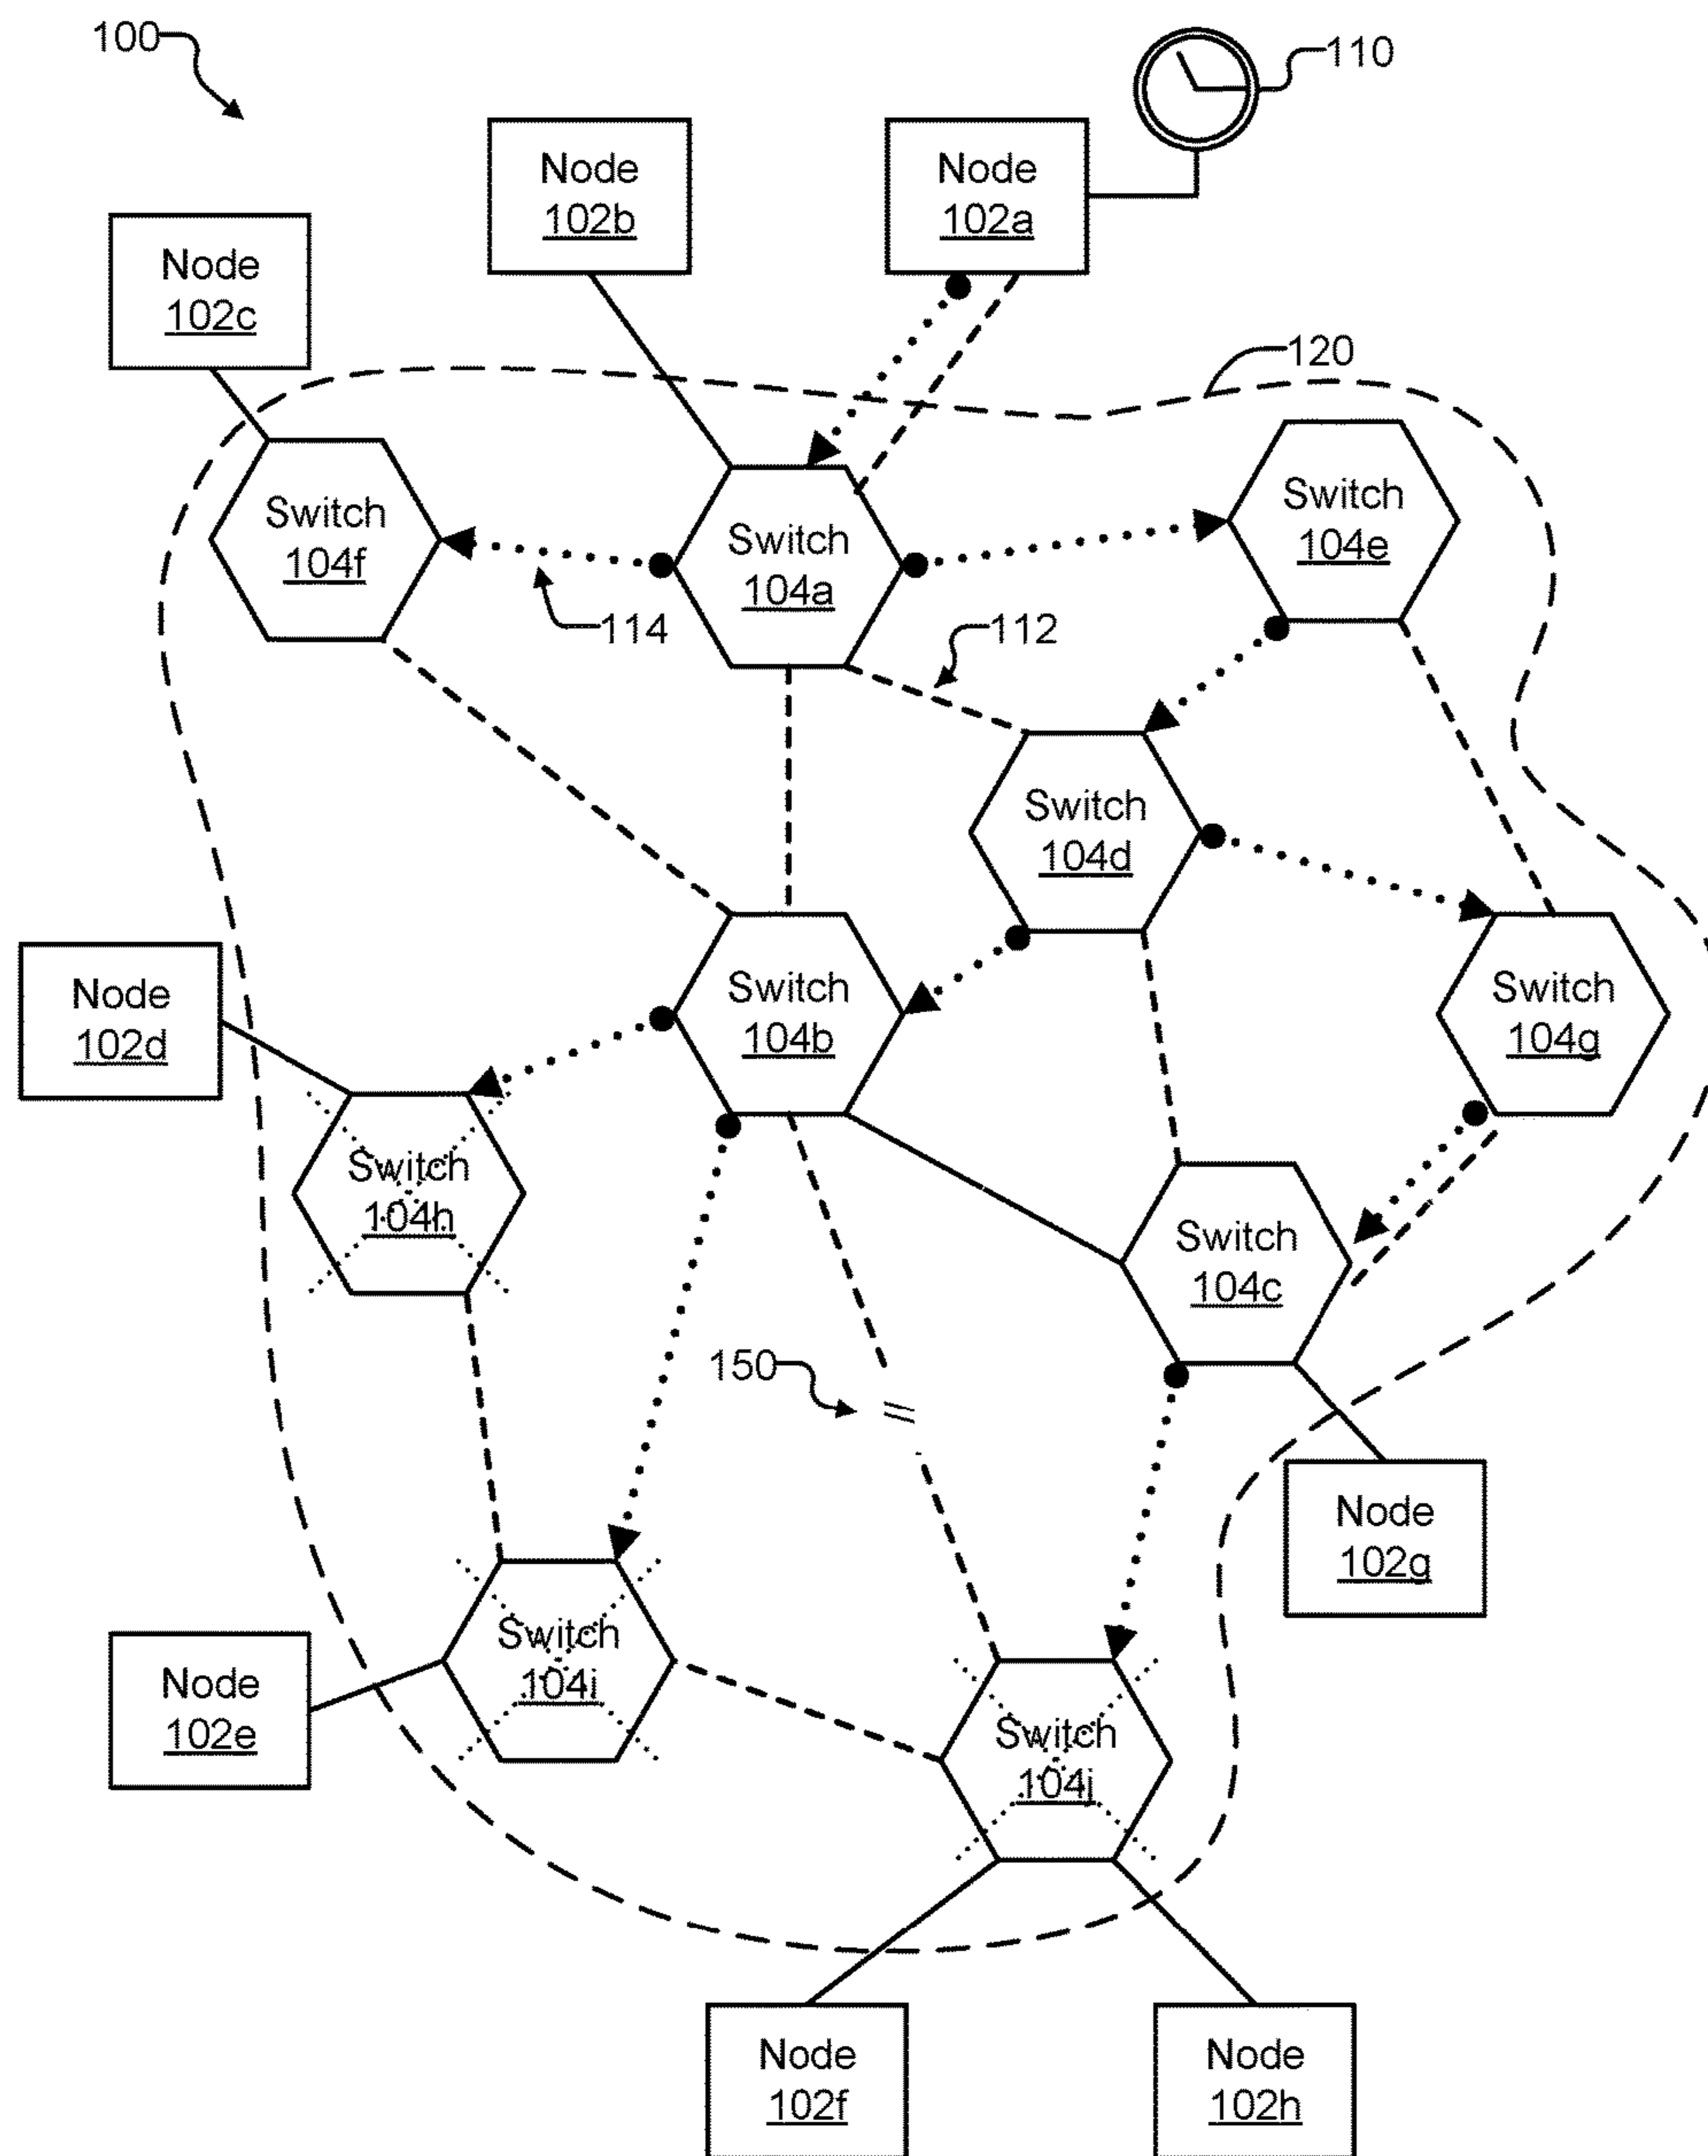 100
110
Node
102b
Node
102a
Node
102c
120
Switch
104f
Switch
104a
Switch
104e
114
112
Switch
104d
Node
102d
Switch
104b
Switch
104g
Switch
104h
Switch
104c
150
Node
102g
Switch
104i
Node
102e
Switch
104j
Node
102f
Node
102h